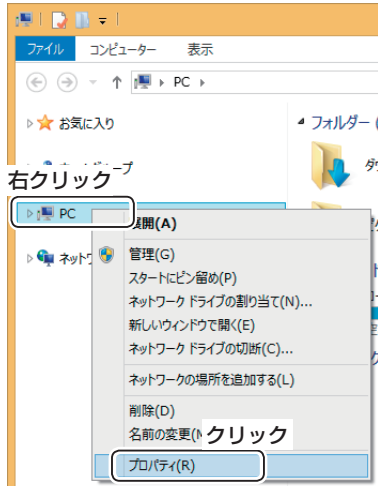 ファイル コンピューター 表示
PC
お気に入り
フォルダー (
右クリック
PC
展開(A)
管理(G)
スタートにピン留め(P)
ネットワーク ドライブの割り当て(N)...
新しいウィンドウで開く(E)
ネットワーク ドライブの切断(C)...
ネットワークの場所を追加する(L)
削除(D)
名前の変更(
クリック
プロパティ(R)